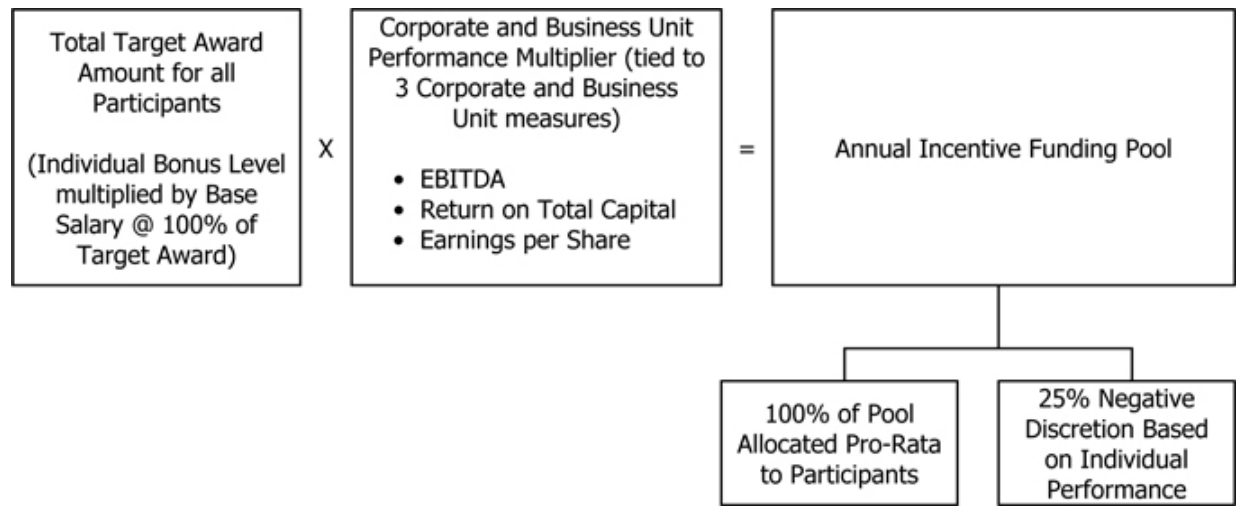 Total Target Award
Amount for all
Participants
(Individual Bonus Level
multiplied by Base
Salary @ 100% of
Target Award)
X
Corporate and Business Unit
Performance Multiplier (tied to
3 Corporate and Business
Unit measures)
• EBITDA
• Return on Total Capital
• Earnings per Share
=
Annual Incentive Funding Pool
100% of Pool
Allocated Pro-Rata
to Participants
25% Negative
Discretion Based
on Individual
Performance